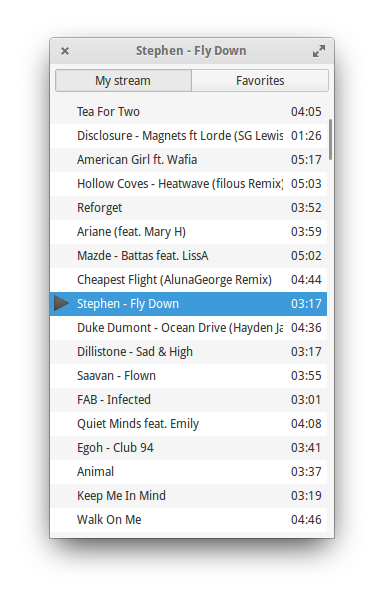 Stephen - Fly Down
My stream Favorites
Tea For Two 04:05
Disclosure - Magnets ft Lorde (SG Lewis 01:26
American Girl ft. Wafia 05:17
Hollow Coves - Heatwave (filous Remix) 05:03
Reforget 03:52
Ariane (feat. Mary H) 03:59
Mazde - Battas feat. LissA 05:02
Cheapest Flight (AlunaGeorge Remix) 04:44
Stephen - Fly Down 03:17
Duke Dumont - Ocean Drive (Hayden Ja 04:36
Dillistone - Sad & High 03:17
Saavan - Flown 03:55
FAB - Infected 03:01
Quiet Minds feat. Emily 04:08
Egoh - Club 94 03:41
Animal 03:37
Keep Me In Mind 03:19
Walk On Me 04:46